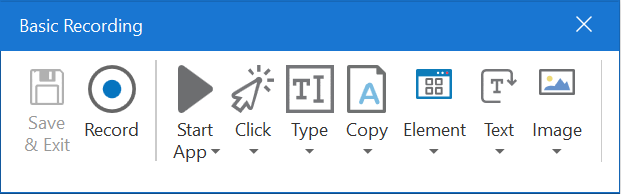 Basic Recording
Save
& Exit
Record
Start
App
Click
Type
Copy
Element
Text
Image